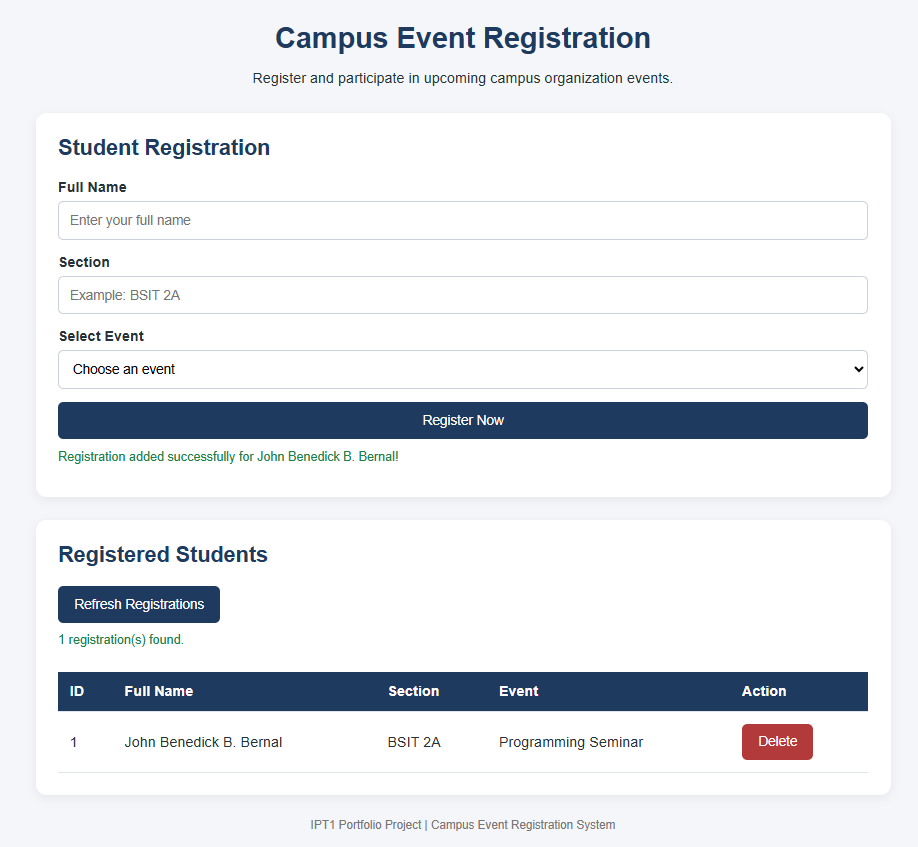 Campus Event Registration
Register and participate in upcoming campus organization events.
Student Registration
Full Name
Enter your full name
Section
Example: BSIT 2A
Select Event
Choose an event
Register Now
Registration added successfully for John Benedick B. Bernal!
Registered Students
Refresh Registrations
1 registration(s) found.
ID Full Name Section Event Action
1 John Benedick B. Bernal BSIT 2A Programming Seminar Delete
IPT1 Portfolio Project | Campus Event Registration System